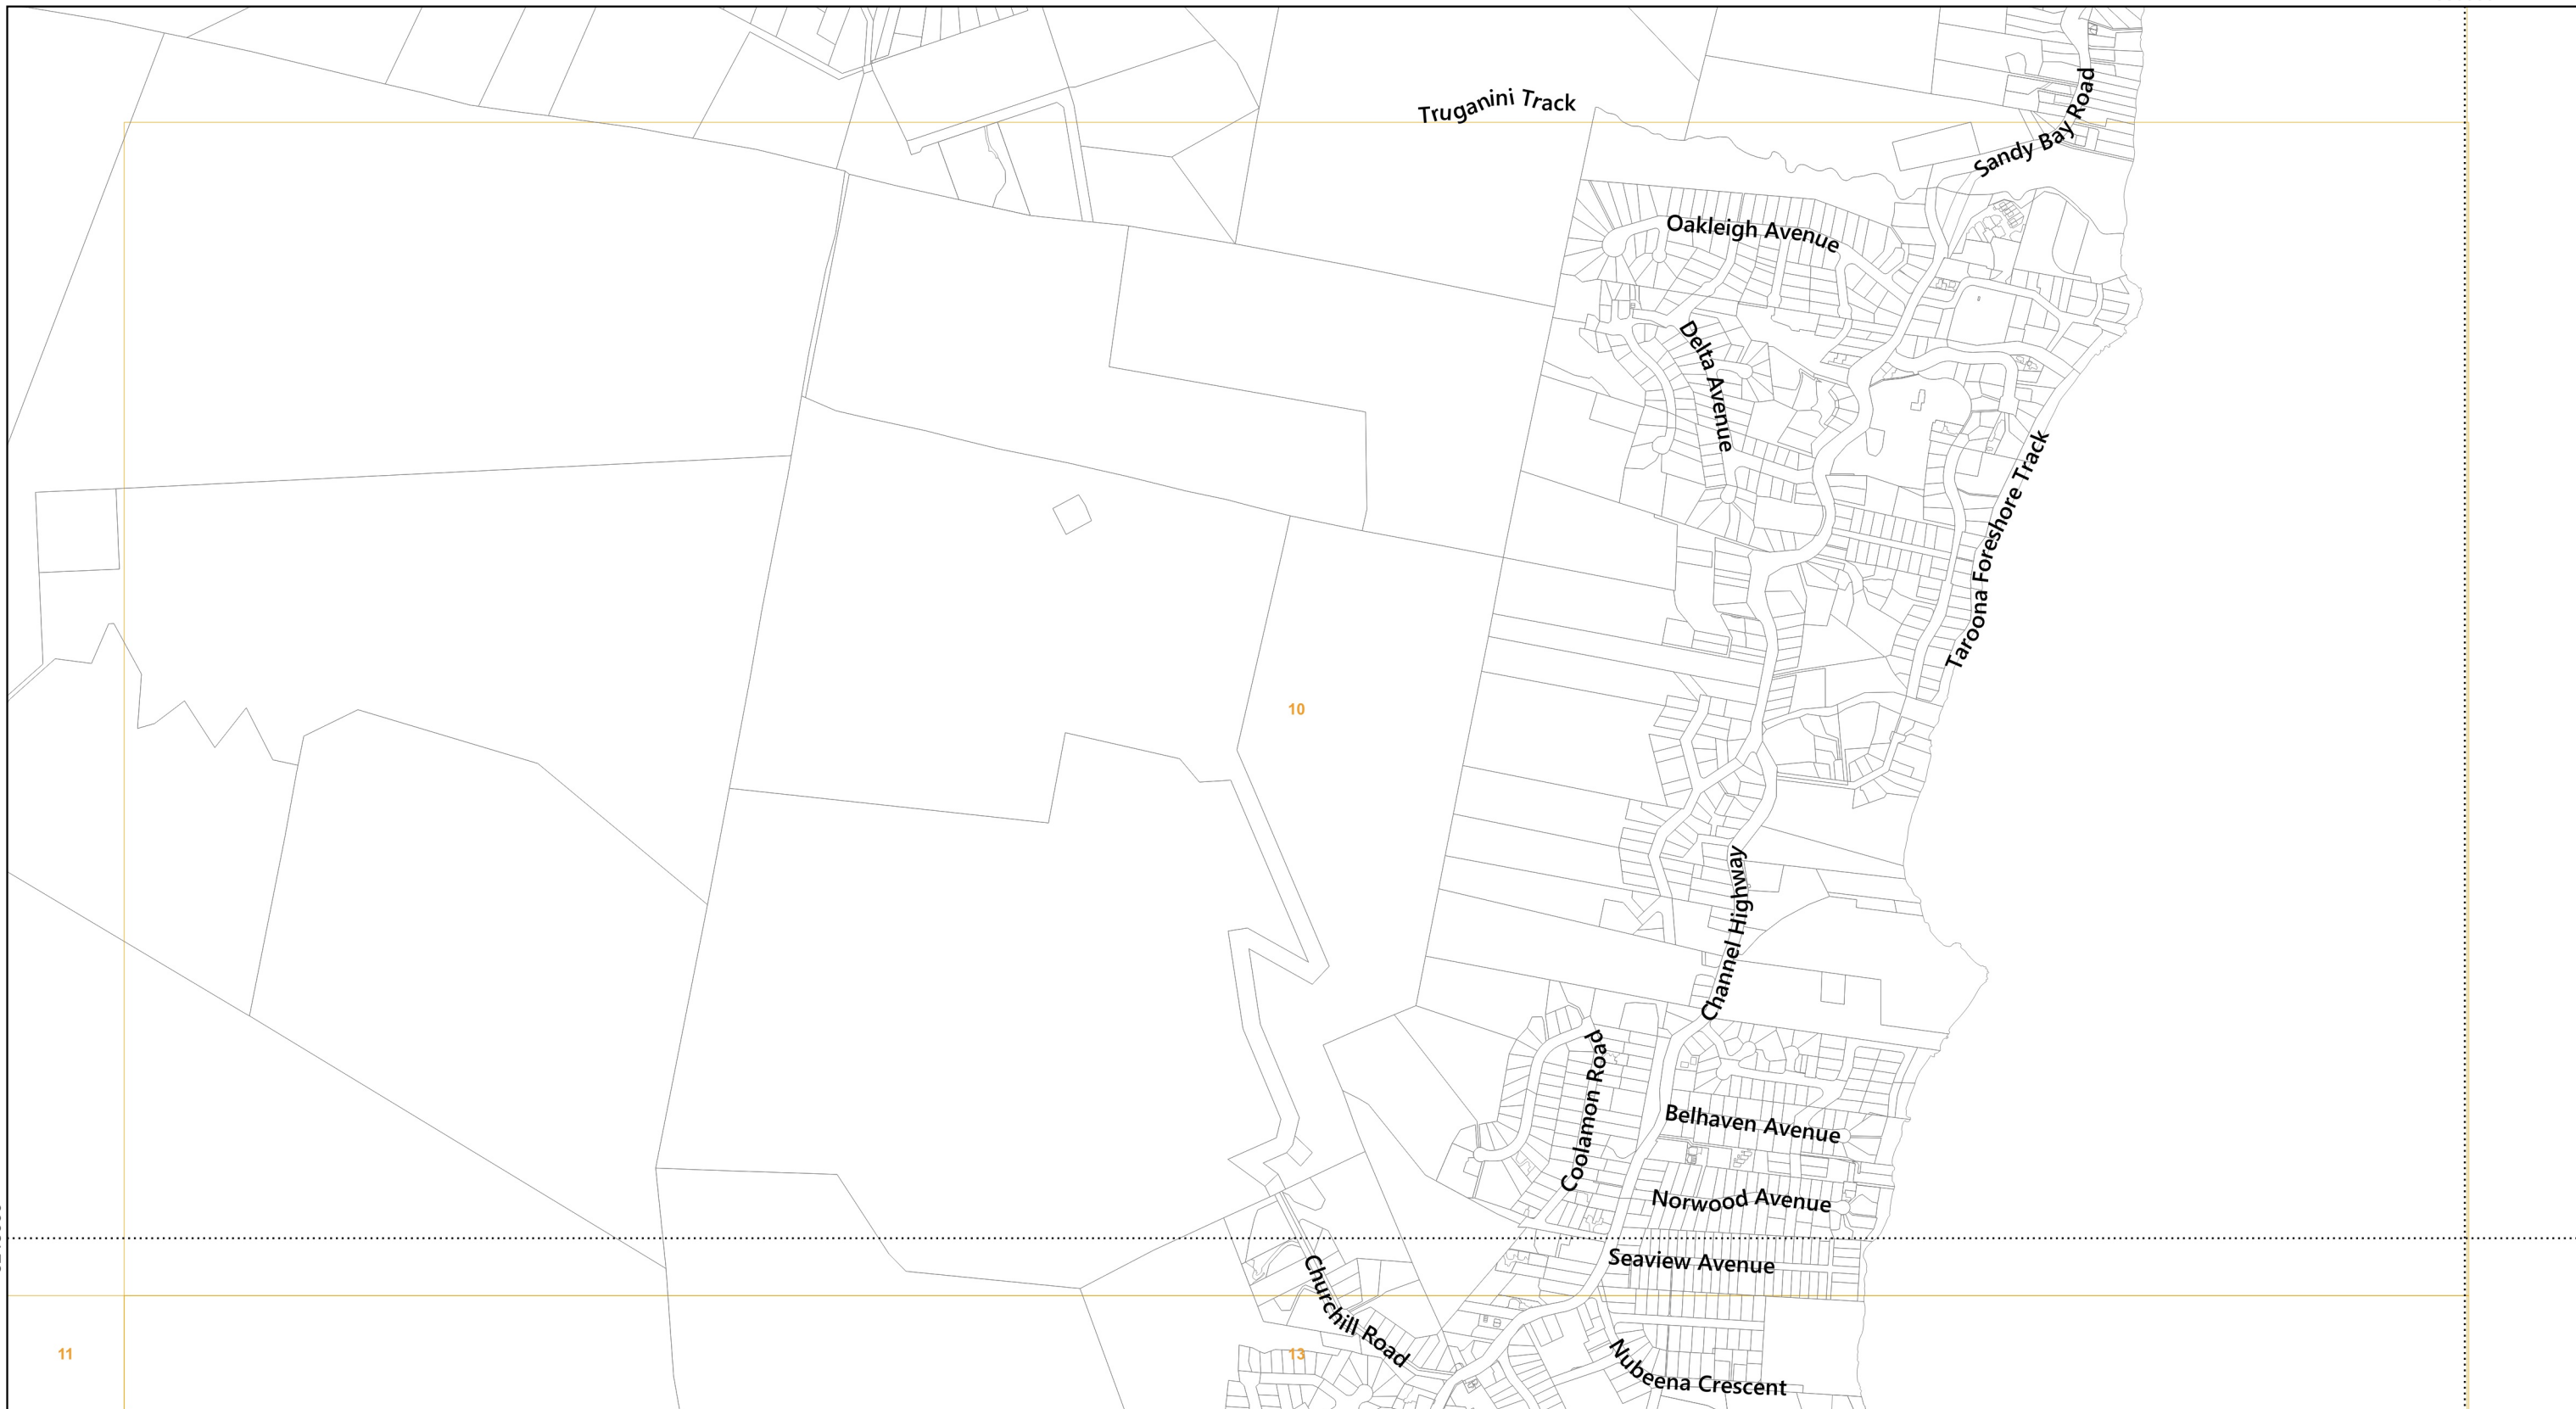 Truganini Track
Sandy Bay Road
Oakleigh Avenue
Delta Avenue
Taroona Foreshore Track
10
Channel Highway
Coolamon Road
Belhaven Avenue
Norwood Avenue
Seaview Avenue
Churchill Road
11
13
Nubeena Crescent